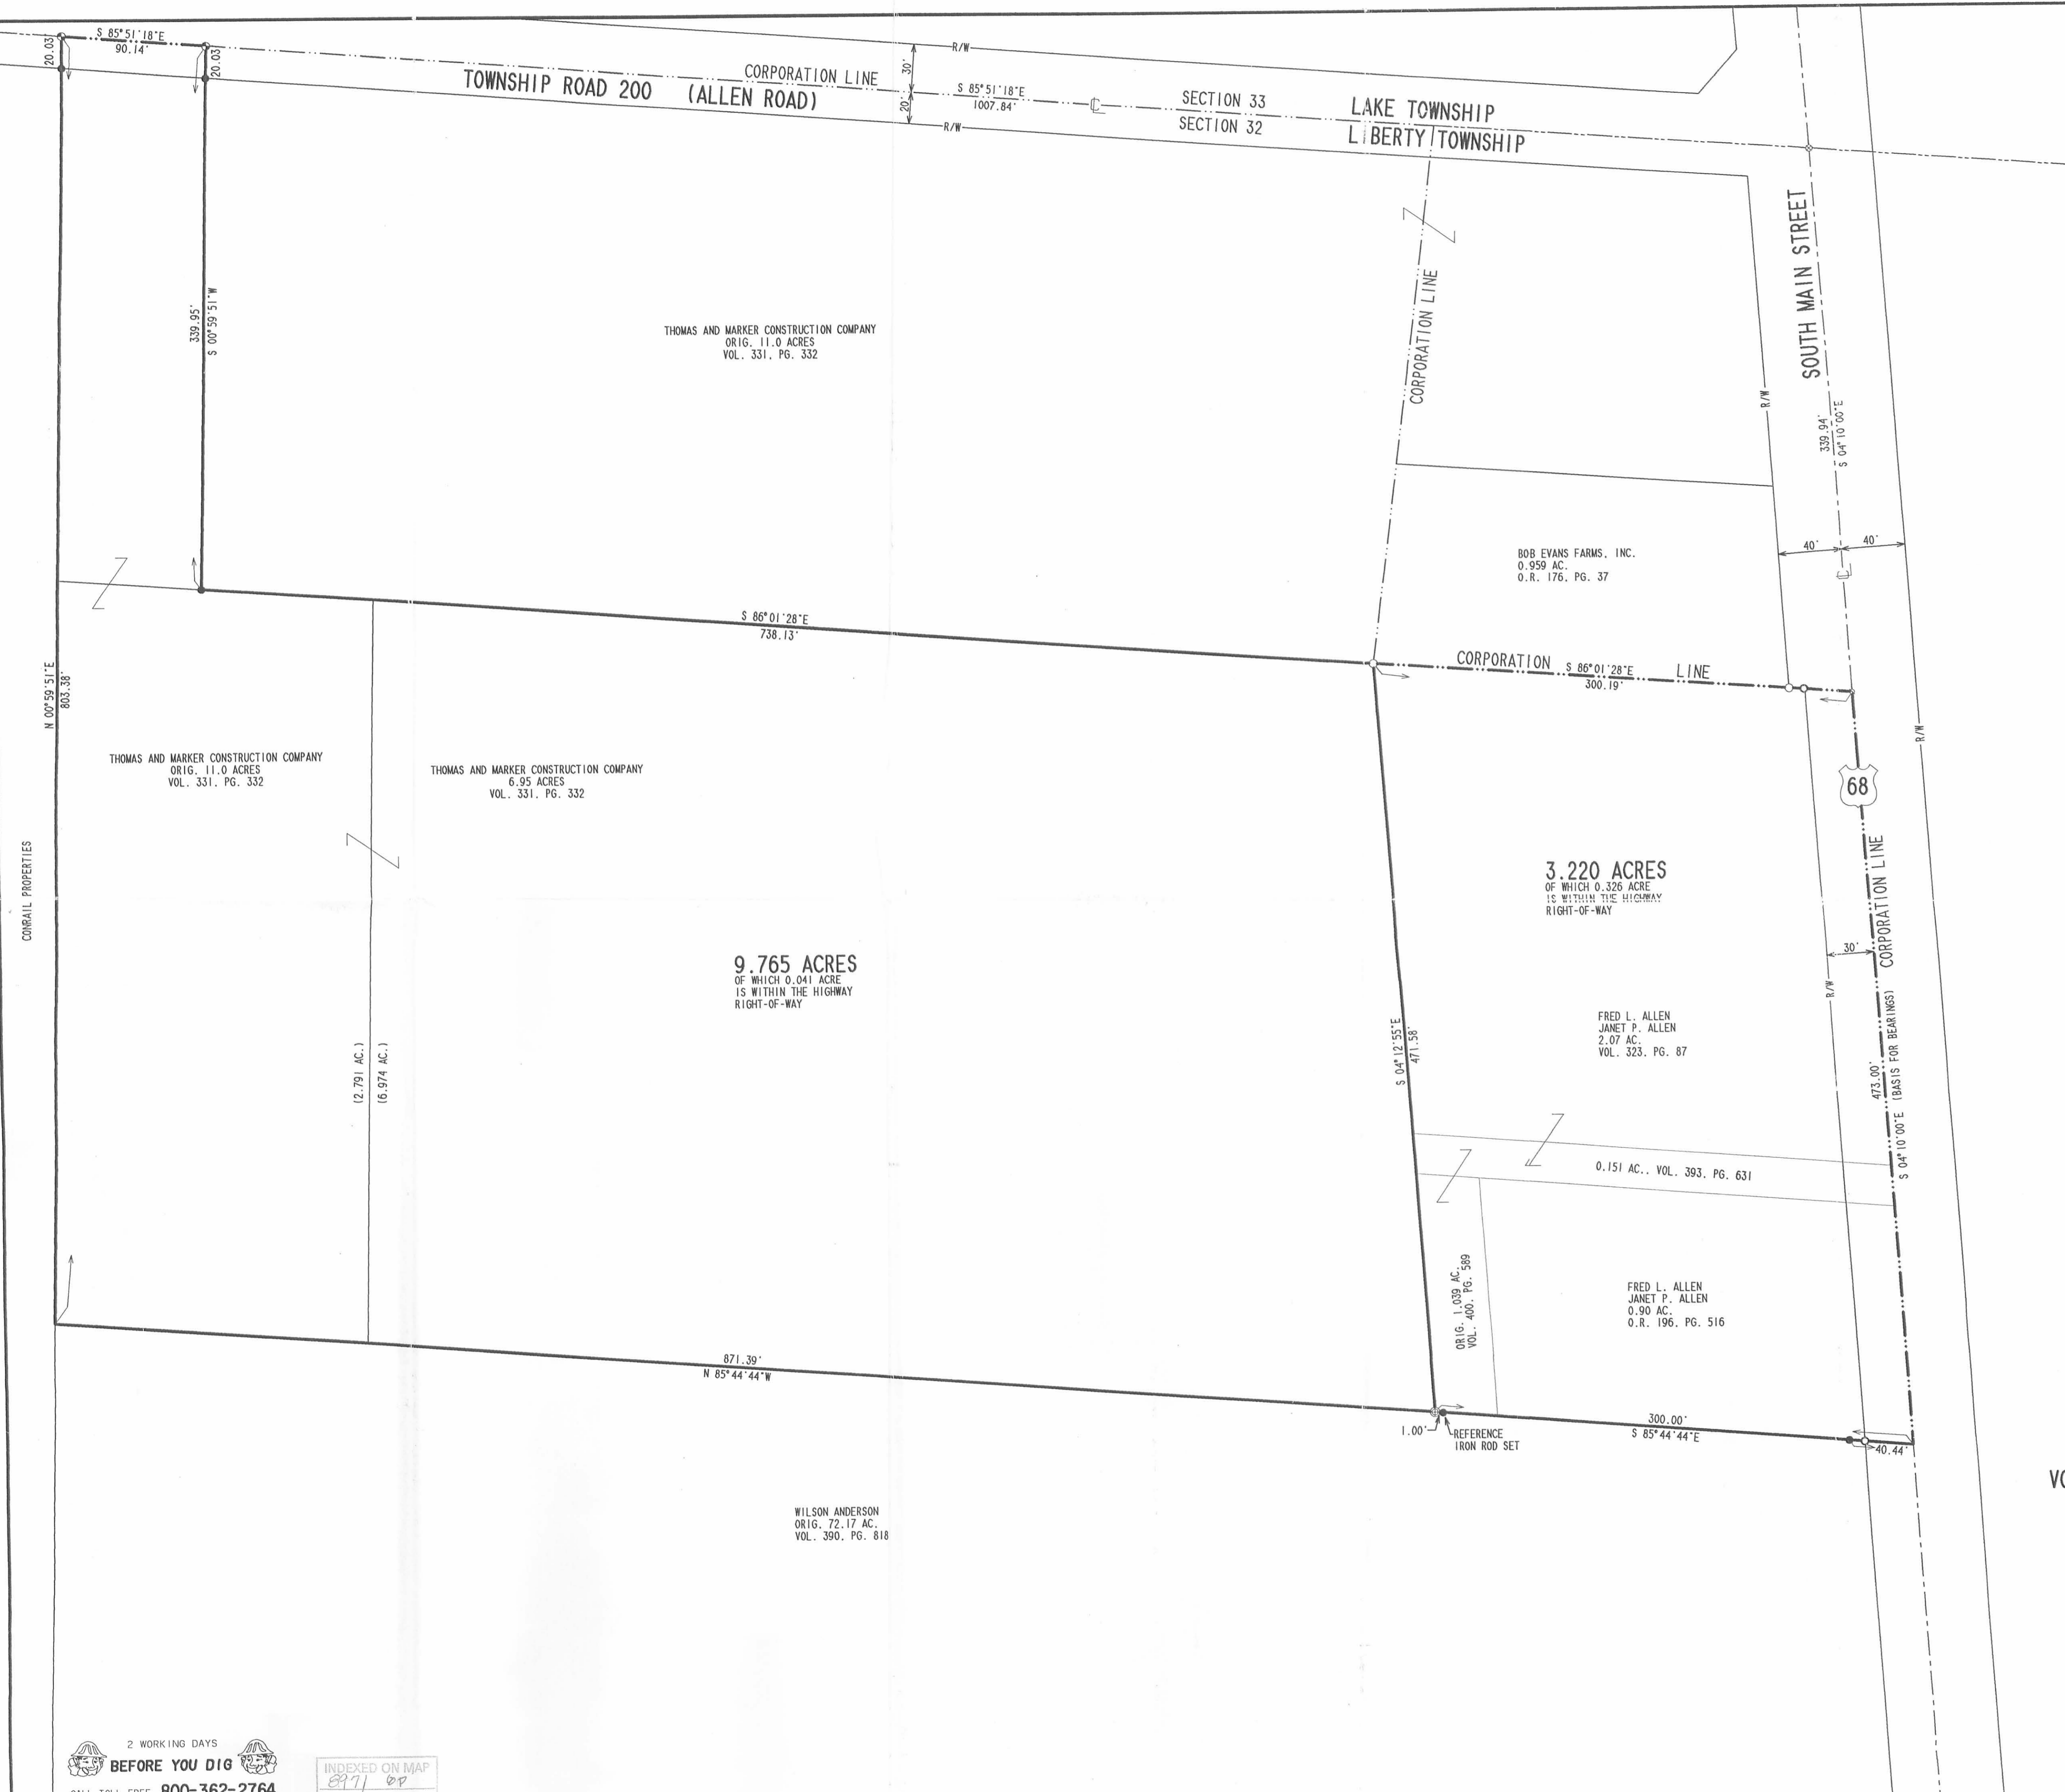 S 85°51'18"E
90.14'
20.03'
20.03'
R/W
30'
CORPORATION LINE
TOWNSHIP ROAD 200 (ALLEN ROAD)
20'
S 85°51'18"E
1007.84'
℄
SECTION 33
SECTION 32
LAKE TOWNSHIP
LIBERTY TOWNSHIP
R/W
339.95'
S 00°59'51"W
THOMAS AND MARKER CONSTRUCTION COMPANY
ORIG. 11.0 ACRES
VOL. 331, PG. 332
CORPORATION LINE
SOUTH MAIN STREET
R/W
339.94'
S 04°10'00"E
40'
40'
℄
BOB EVANS FARMS, INC.
0.959 AC.
O.R. 176, PG. 37
S 86°01'28"E
738.13'
CORPORATION LINE
S 86°01'28"E
300.19'
N 00°59'51"E
803.38'
R/W
68
THOMAS AND MARKER CONSTRUCTION COMPANY
ORIG. 11.0 ACRES
VOL. 331, PG. 332
THOMAS AND MARKER CONSTRUCTION COMPANY
6.95 ACRES
VOL. 331, PG. 332
CONRAIL PROPERTIES
3.220 ACRES
OF WHICH 0.326 ACRE
IS WITHIN THE HIGHWAY
RIGHT-OF-WAY
CORPORATION LINE
30'
R/W
9.765 ACRES
OF WHICH 0.041 ACRE
IS WITHIN THE HIGHWAY
RIGHT-OF-WAY
(2.791 AC.)
(6.974 AC.)
S 04°12'55"E
471.58'
FRED L. ALLEN
JANET P. ALLEN
2.07 AC.
VOL. 323, PG. 87
473.00'
S 04°10'00"E (BASIS FOR BEARINGS)
0.151 AC., VOL. 393, PG. 631
ORIG. 1.039 AC.
VOL. 400, PG. 589
FRED L. ALLEN
JANET P. ALLEN
0.90 AC.
O.R. 196, PG. 516
871.39'
N 85°44'44"W
1.00'
REFERENCE
IRON ROD SET
300.00'
S 85°44'44"E
40.44'
VO
WILSON ANDERSON
ORIG. 72.17 AC.
VOL. 390, PG. 818
2 WORKING DAYS
BEFORE YOU DIG
CALL TOLL FREE 800-362-2764
INDEXED ON MAP
8971